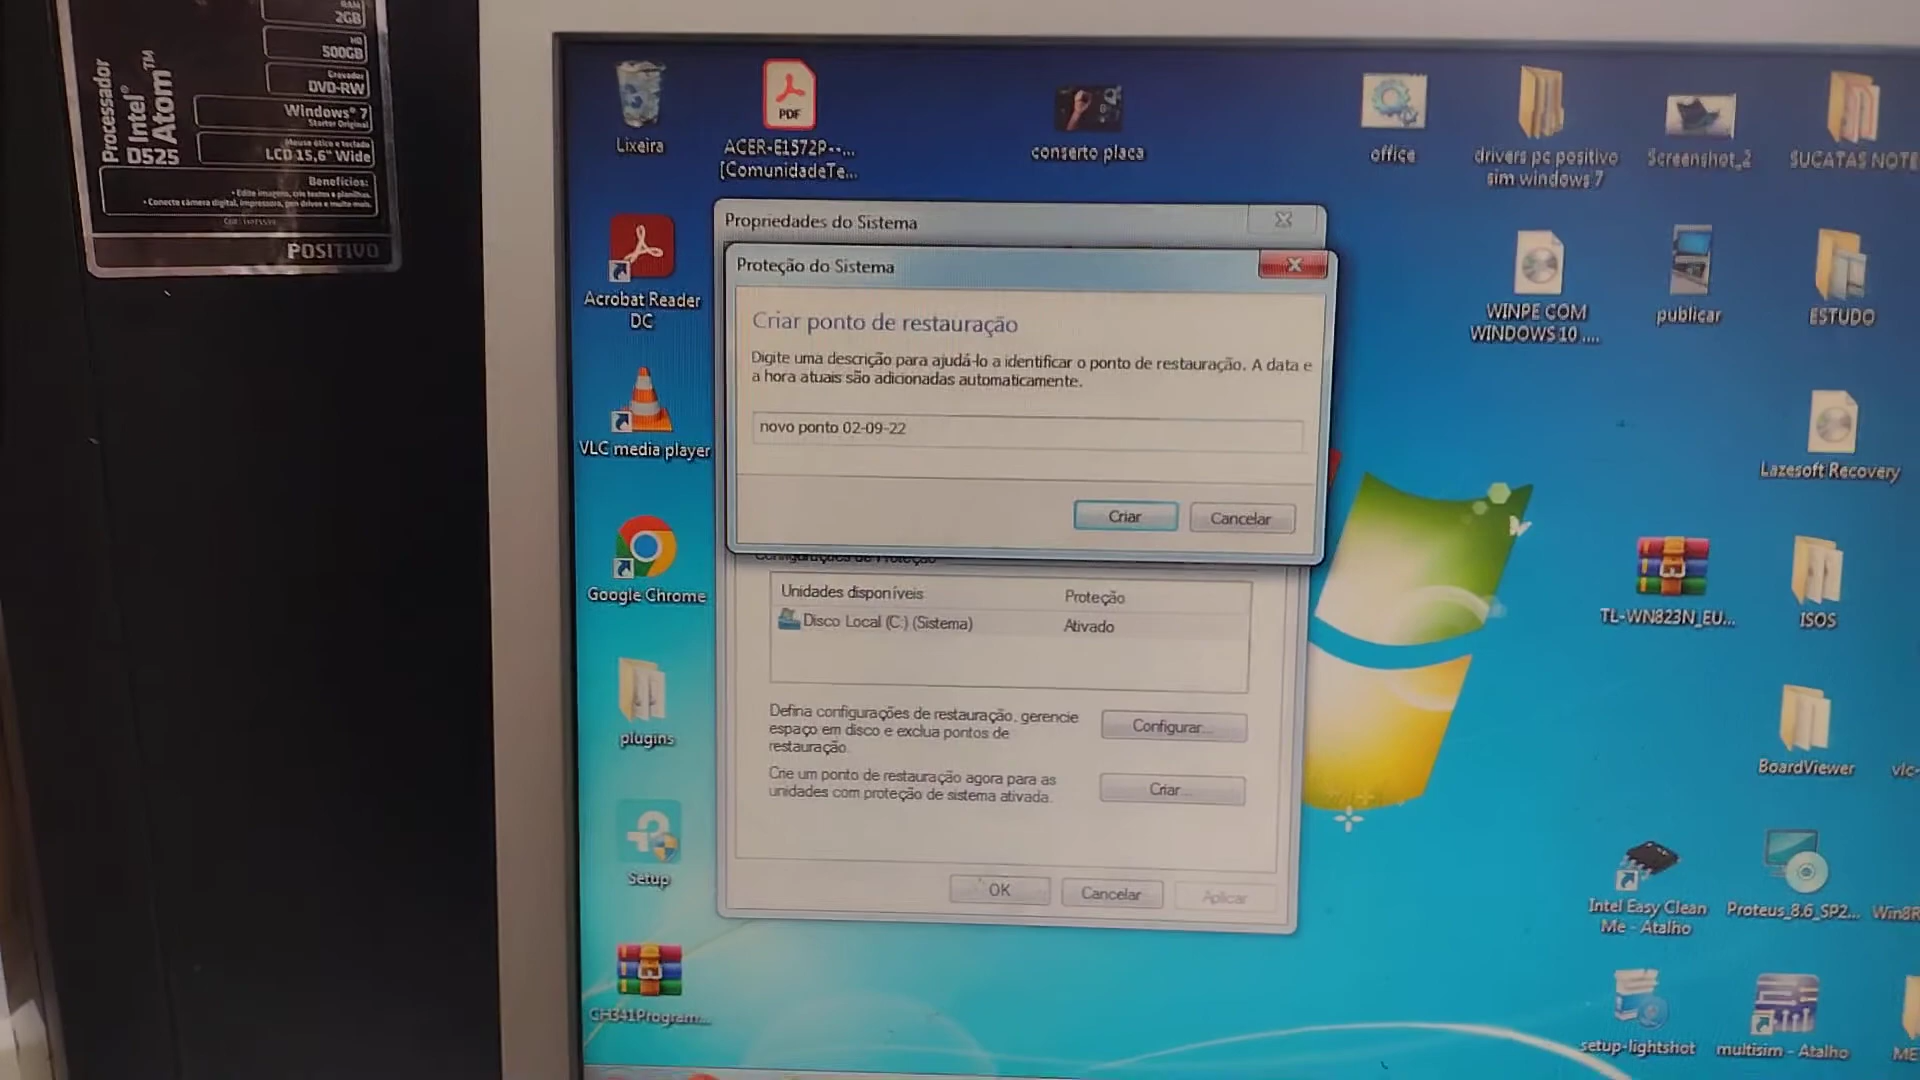 RAM
2GB
HD
500GB
Gravador
DVD-RW
Windows® 7
Starter Original
Mouse ótico e teclado
LCD 15,6" Wide
Processador
Intel®
Atom™
D525
Benefícios:
• Edite imagens, crie textos e planilhas.
• Conecte câmera digital, impressora, pen drives e muito mais.
POSITIVO
Lixeira
PDF
ACER-E1572P--...
[ComunidadeTe...
conserto placa
office
drivers pc positivo
sim windows 7
Screenshot_2
SUCATAS NOTE
Acrobat Reader
DC
WINPE COM
WINDOWS 10 ....
publicar
ESTUDO
VLC media player
Lazesoft Recovery
Google Chrome
TL-WN823N_EU...
ISOS
plugins
BoardViewer
vlc-
Setup
Intel Easy Clean
Me - Atalho
Proteus_8.6_SP2...
Win8R
CH341Program...
setup-lightshot
multisim - Atalho
ME
Propriedades do Sistema
Proteção do Sistema
Criar ponto de restauração
Digite uma descrição para ajudá-lo a identificar o ponto de restauração. A data e
a hora atuais são adicionadas automaticamente.
novo ponto 02-09-22
Criar
Cancelar
Configurações de Proteção
Unidades disponíveis
Proteção
Disco Local (C:) (Sistema)
Ativado
Defina configurações de restauração, gerencie
espaço em disco e exclua pontos de
restauração.
Configurar...
Crie um ponto de restauração agora para as
unidades com proteção de sistema ativada.
Criar...
OK
Cancelar
Aplicar